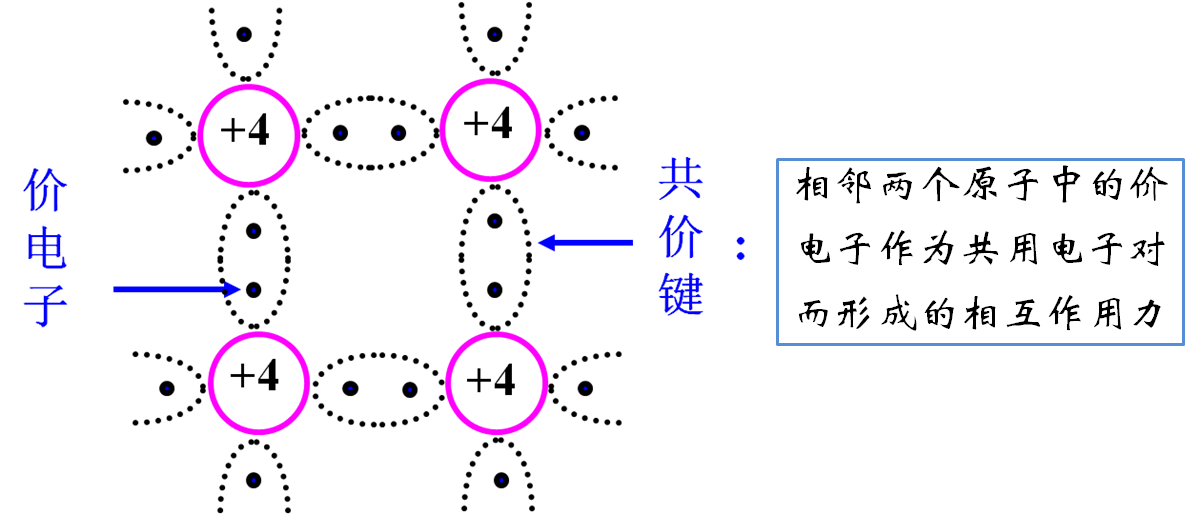 +4
+4
价电子
共价键:
相邻两个原子中的价
电子作为共用电子对
而形成的相互作用力
+4
+4